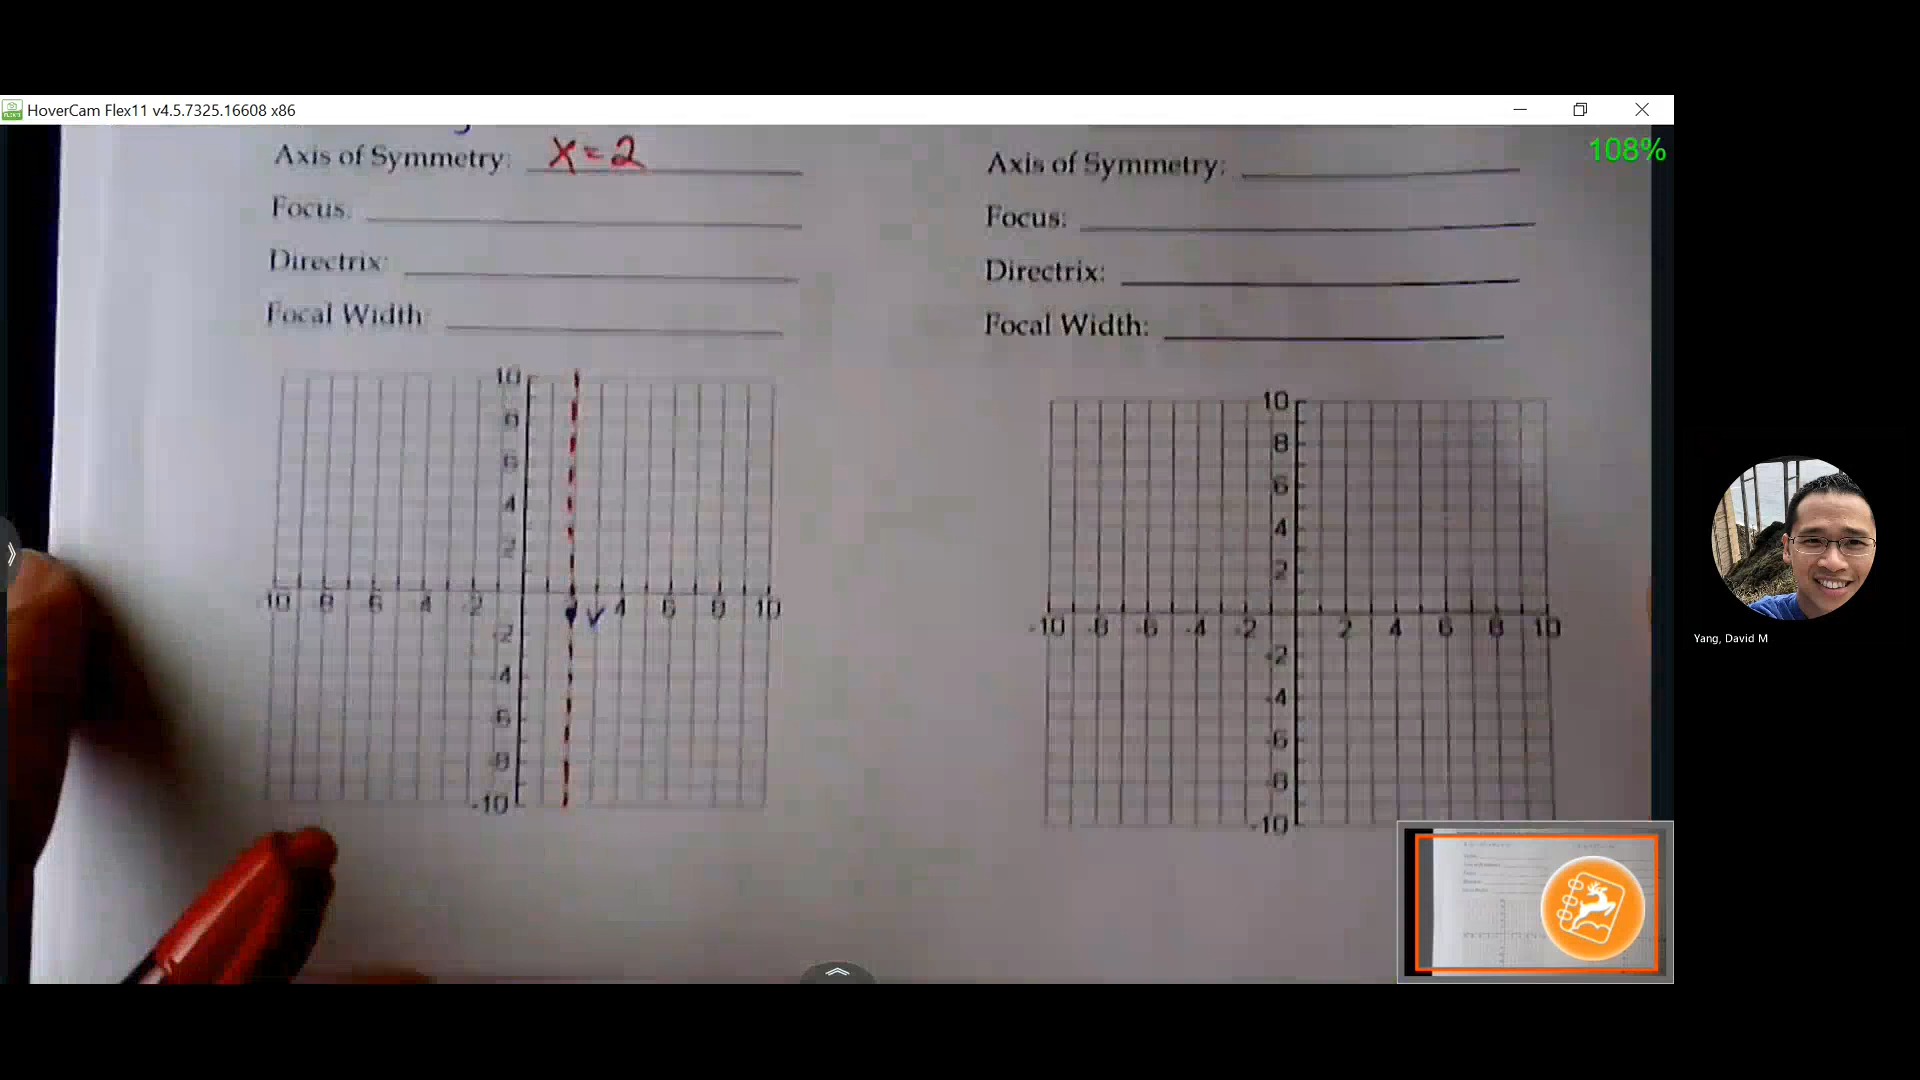 HoverCam Flex11 v4.5.7325.16608 x86
108%
Axis of Symmetry: X=2
Focus:
Directrix:
Focal Width:
10
8
6
4
2
-10 -8 -6 -4 -2 V 4 6 8 10
-2
-4
-6
-8
-10
Axis of Symmetry:
Focus:
Directrix:
Focal Width:
10
8
6
4
2
-10 -8 -6 -4 -2 2 4 6 8 10
-2
-4
-6
-8
-10
Yang, David M